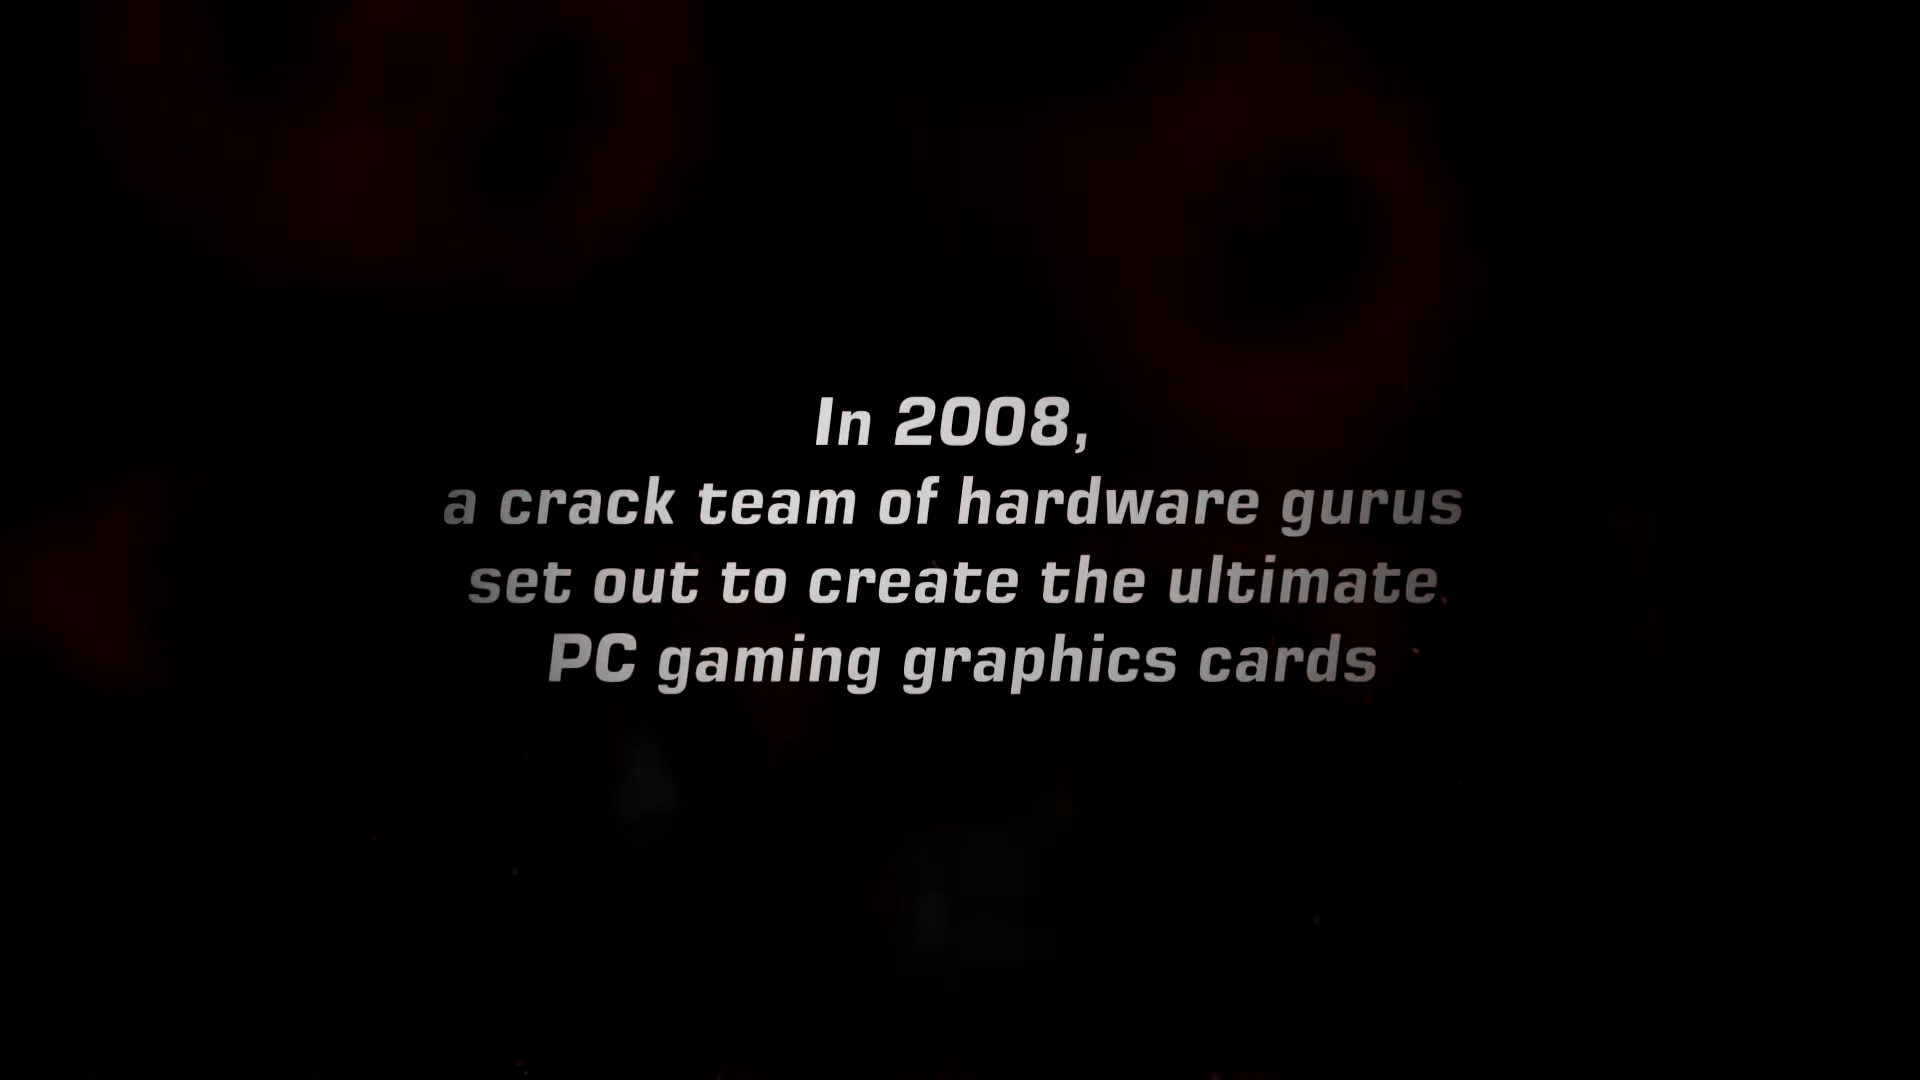 In 2008,
a crack team of hardware gurus
set out to create the ultimate
PC gaming graphics cards